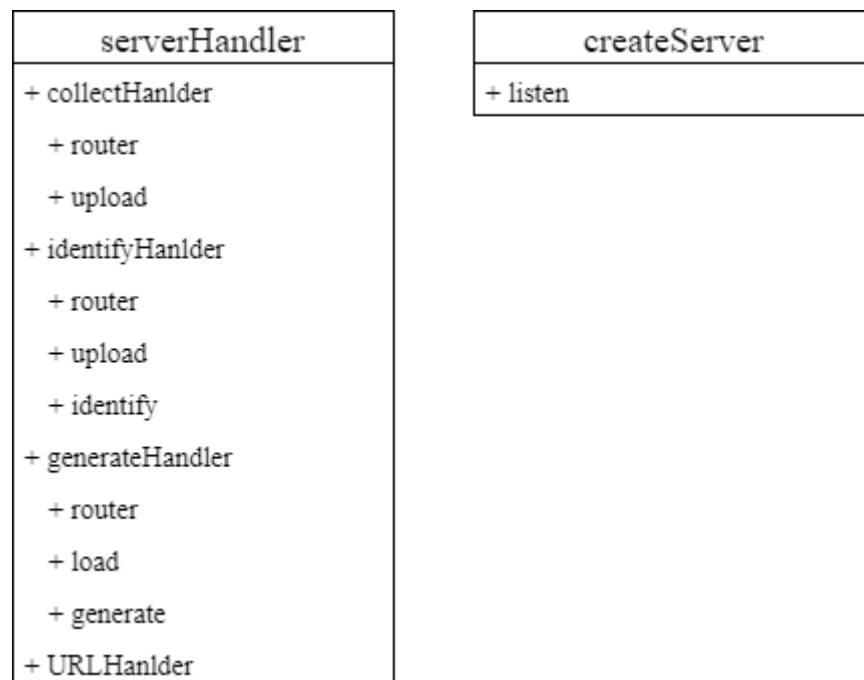 serverHandler
+ collectHanlder
+ router
+ upload
+ identifyHanlder
+ router
+ upload
+ identify
+ generateHandler
+ router
+ load
+ generate
+ URLHanlder
createServer
+ listen